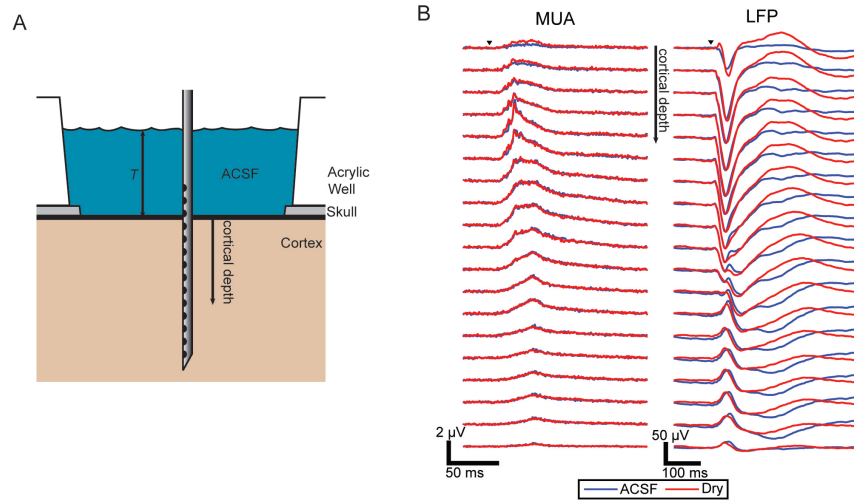 A
T
ACSF
Acrylic
Well
Skull
Cortex
cortical depth
B
MUA
LFP
cortical depth
2 µV
50 ms
50 µV
100 ms
ACSF
Dry